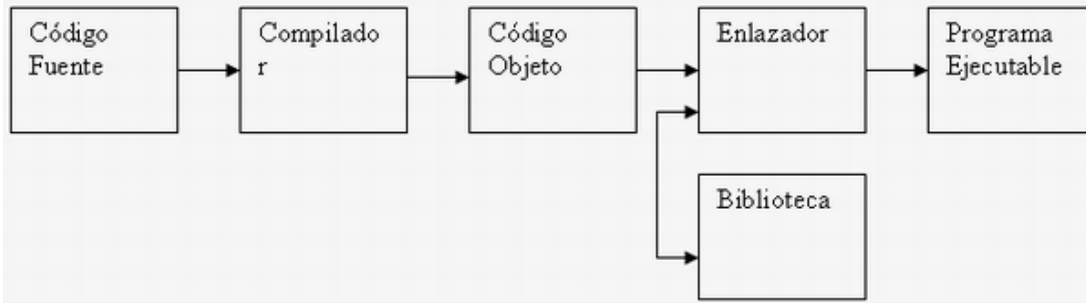 Código
Fuente
Compilado
r
Código
Objeto
Enlazador
Programa
Ejecutable
Biblioteca